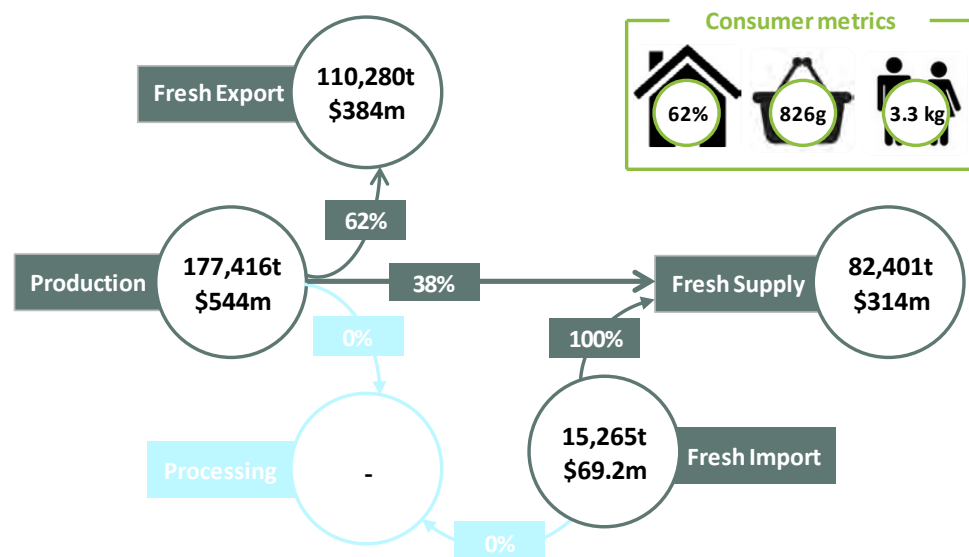 Consumer metrics
62%
826g
3.3 kg
Fresh Export
110,280t
$384m
62%
Production
177,416t
$544m
38%
Fresh Supply
82,401t
$314m
0%
100%
Processing
-
15,265t
$69.2m
Fresh Import
0%